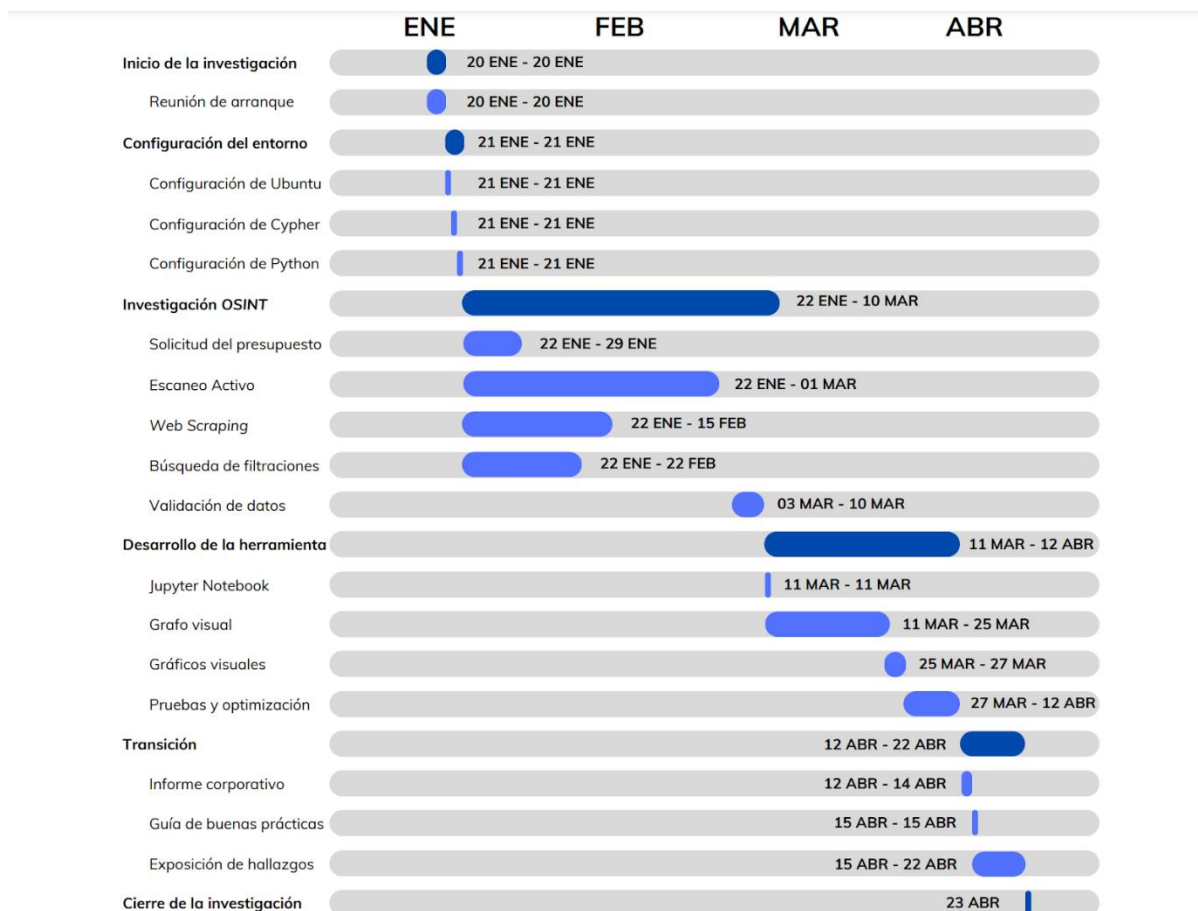 ENE FEB MAR ABR
Inicio de la investigación 20 ENE - 20 ENE
Reunión de arranque 20 ENE - 20 ENE
Configuración del entorno 21 ENE - 21 ENE
Configuración de Ubuntu 21 ENE - 21 ENE
Configuración de Cypher 21 ENE - 21 ENE
Configuración de Python 21 ENE - 21 ENE
Investigación OSINT 22 ENE - 10 MAR
Solicitud del presupuesto 22 ENE - 29 ENE
Escaneo Activo 22 ENE - 01 MAR
Web Scraping 22 ENE - 15 FEB
Búsqueda de filtraciones 22 ENE - 22 FEB
Validación de datos 03 MAR - 10 MAR
Desarrollo de la herramienta 11 MAR - 12 ABR
Jupyter Notebook 11 MAR - 11 MAR
Grafo visual 11 MAR - 25 MAR
Gráficos visuales 25 MAR - 27 MAR
Pruebas y optimización 27 MAR - 12 ABR
Transición 12 ABR - 22 ABR
Informe corporativo 12 ABR - 14 ABR
Guía de buenas prácticas 15 ABR - 15 ABR
Exposición de hallazgos 15 ABR - 22 ABR
Cierre de la investigación 23 ABR